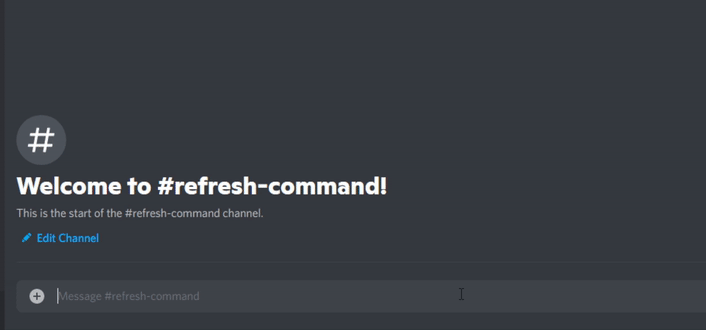 #
Welcome to #refresh-command!
This is the start of the #refresh-command channel.
Edit Channel
Message #refresh-command